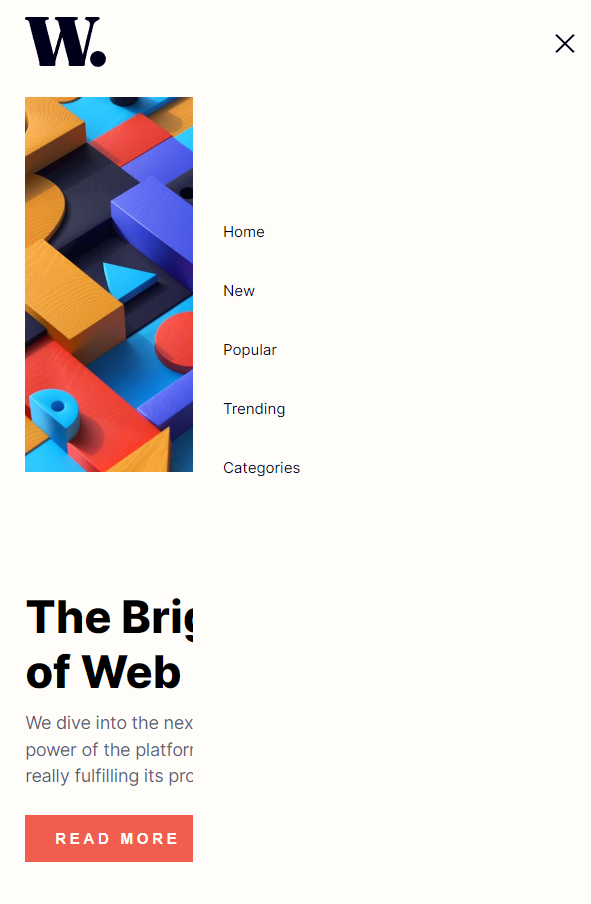 W.
Home
New
Popular
Trending
Categories
The Brig
of Web
We dive into the nex
power of the platfor
really fulfilling its pro
READ MORE